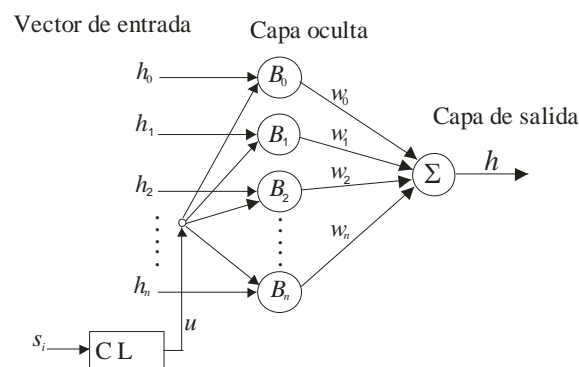 Vector de entrada
Capa oculta
Capa de salida
h₀
B₀
w₀
h₁
B₁
w₁
h₂
B₂
w₂
Σ
h
hₙ
Bₙ
wₙ
u
sᵢ
CL